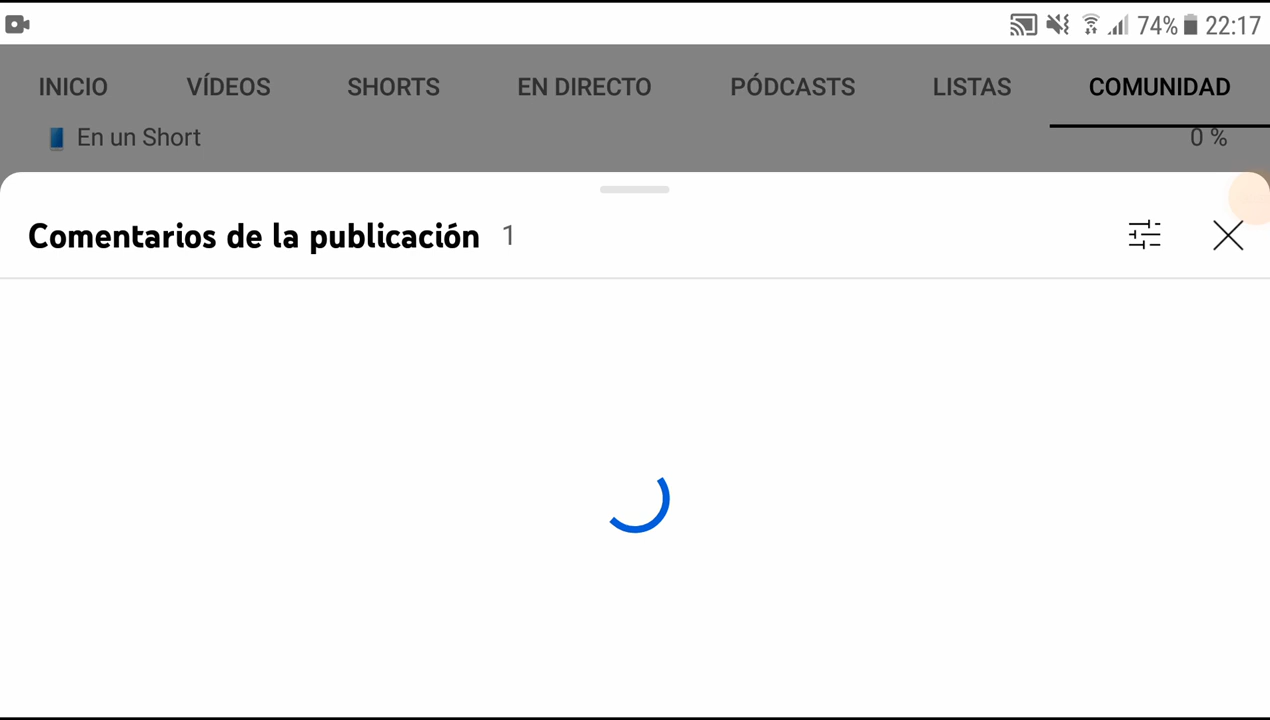 74% 22:17
INICIO VÍDEOS SHORTS EN DIRECTO PÓDCASTS LISTAS COMUNIDAD
En un Short 0 %
Comentarios de la publicación 1